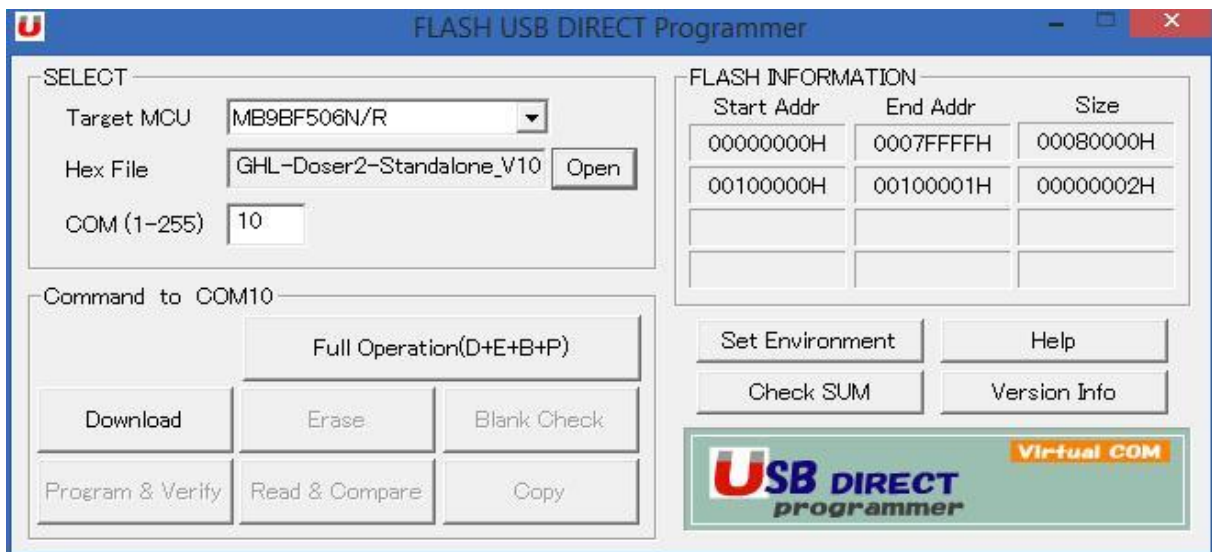 FLASH USB DIRECT Programmer
SELECT
Target MCU MB9BF506N/R
Hex File GHL-Doser2-Standalone_V10 Open
COM (1-255) 10
FLASH INFORMATION
Start Addr End Addr Size
00000000H 0007FFFFH 00080000H
00100000H 00100001H 00000002H
Command to COM10
Full Operation(D+E+B+P)
Download Erase Blank Check
Program & Verify Read & Compare Copy
Set Environment Help
Check SUM Version Info
Virtual COM
USB DIRECT
programmer